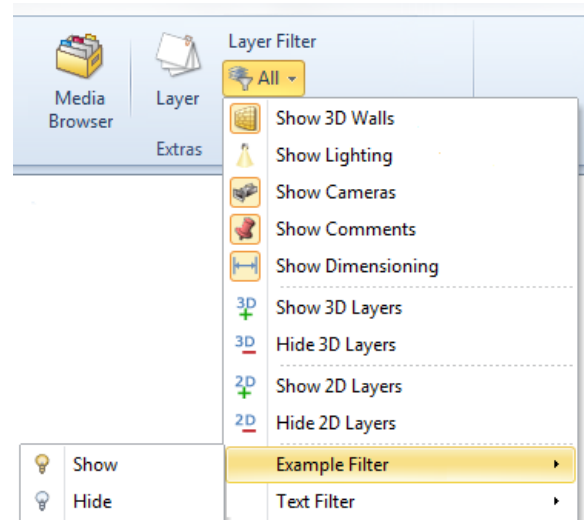 Layer Filter
All
Media
Browser
Layer
Extras
Show 3D Walls
Show Lighting
Show Cameras
Show Comments
Show Dimensioning
3D
Show 3D Layers
3D
Hide 3D Layers
2D
Show 2D Layers
2D
Hide 2D Layers
Example Filter
Text Filter
Show
Hide